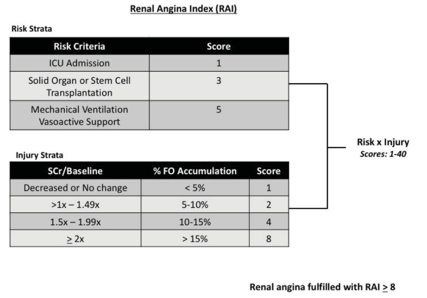 Renal Angina Index (RAI)
Risk Strata
Risk Criteria Score
ICU Admission 1
Solid Organ or Stem Cell
Transplantation 3
Mechanical Ventilation
Vasoactive Support 5
Risk x Injury
Scores: 1-40
Injury Strata
SCr/Baseline % FO Accumulation Score
Decreased or No change < 5% 1
>1x – 1.49x 5-10% 2
1.5x – 1.99x 10-15% 4
≥ 2x > 15% 8
Renal angina fulfilled with RAI ≥ 8